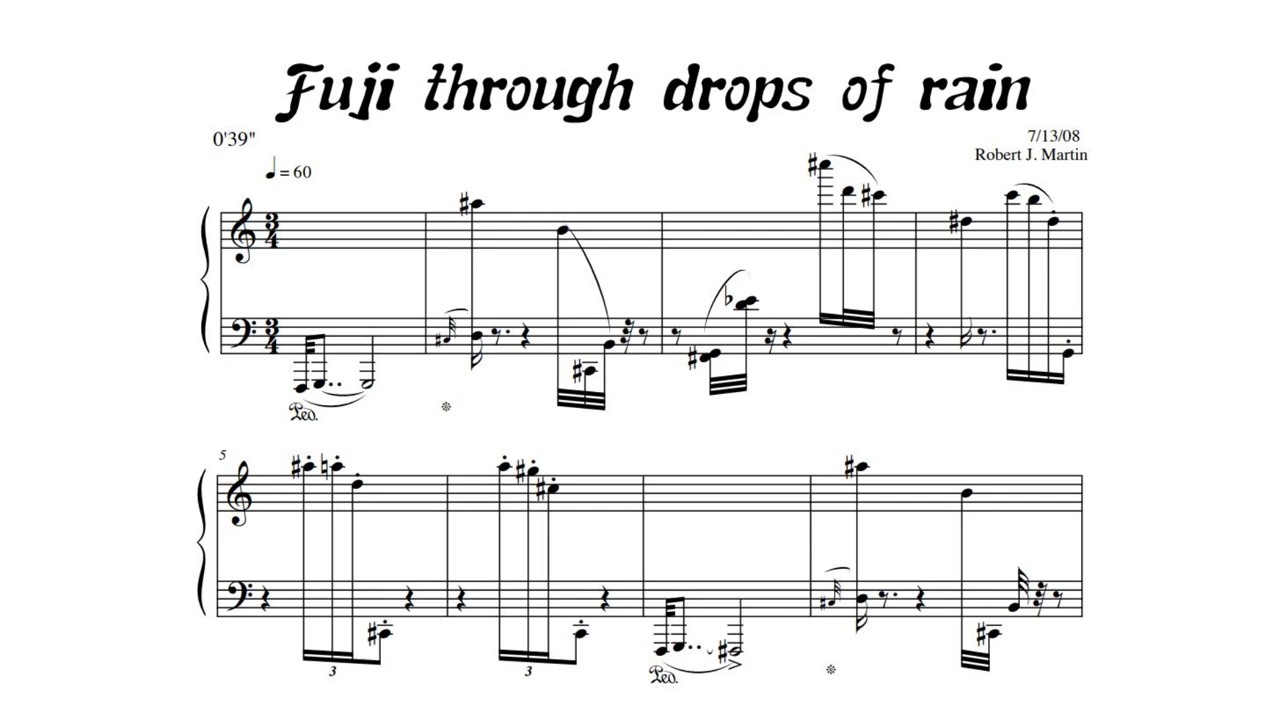 Fuji through drops of rain
0'39"
7/13/08
Robert J. Martin
♩ = 60
3/4
3/4
Ped.
5
3
3
Ped.